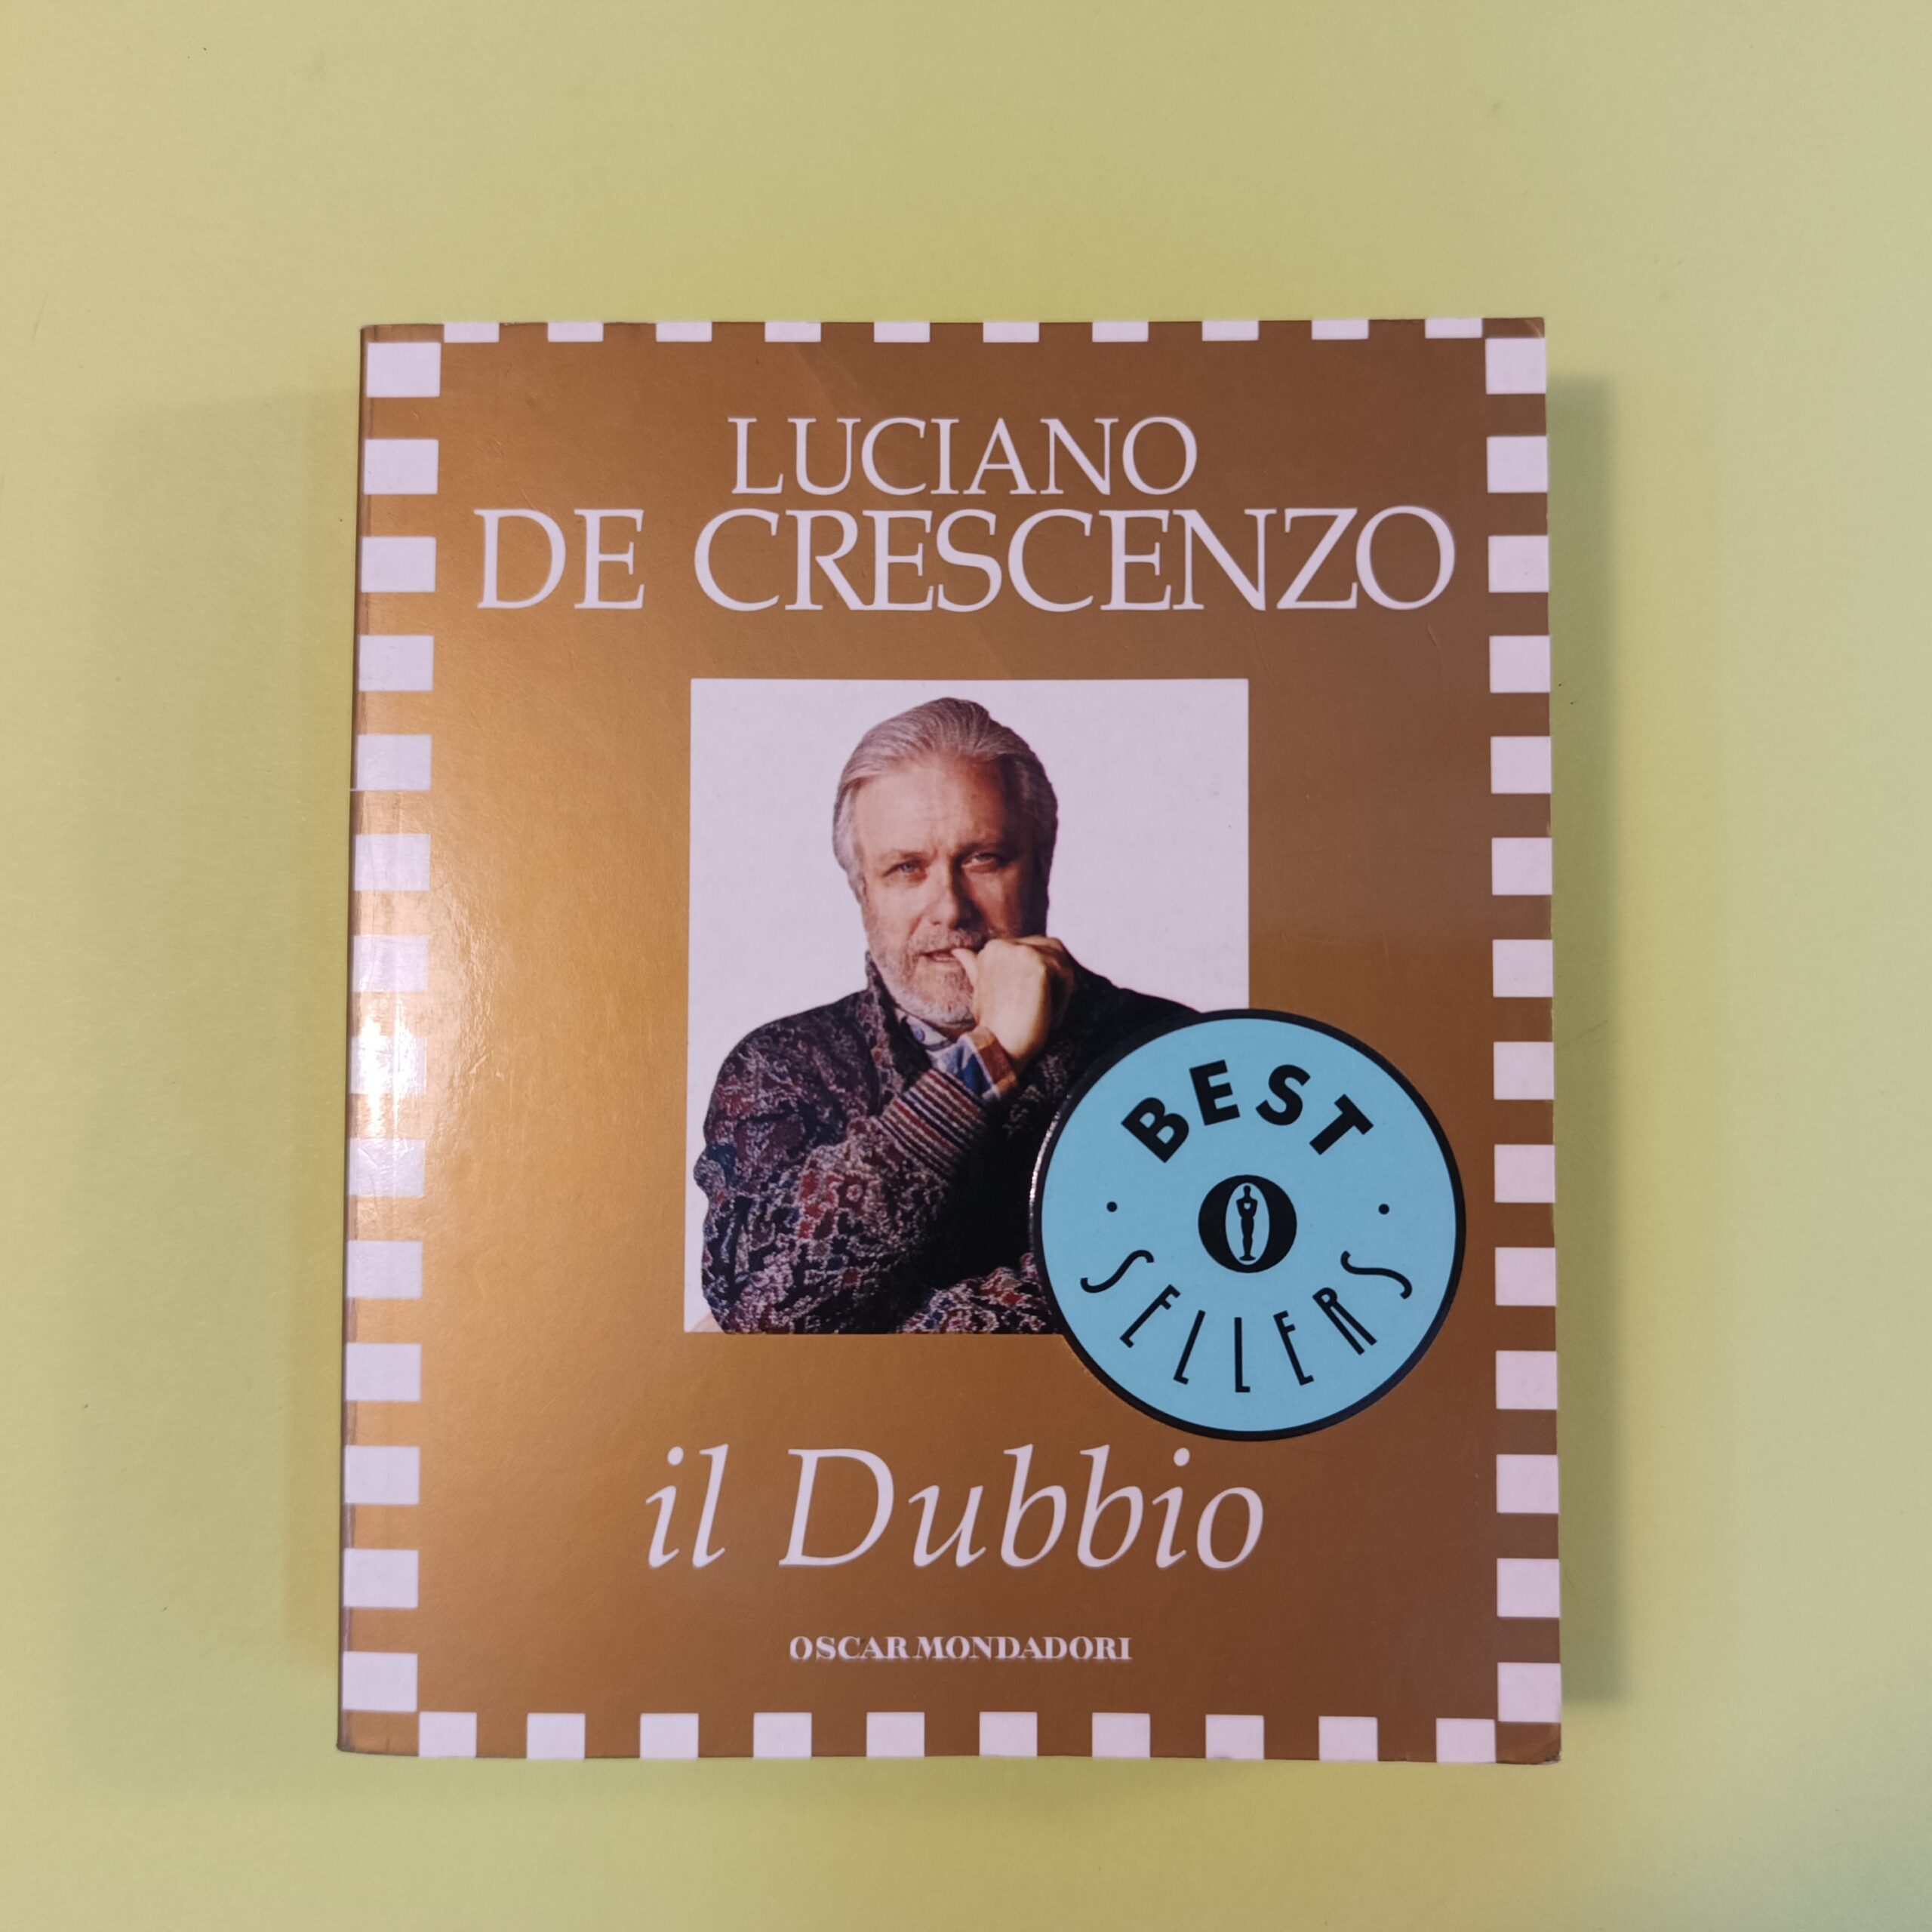 LUCIANO
DE CRESCENZO
BEST
O
SELLERS
il Dubbio
OSCAR MONDADORI